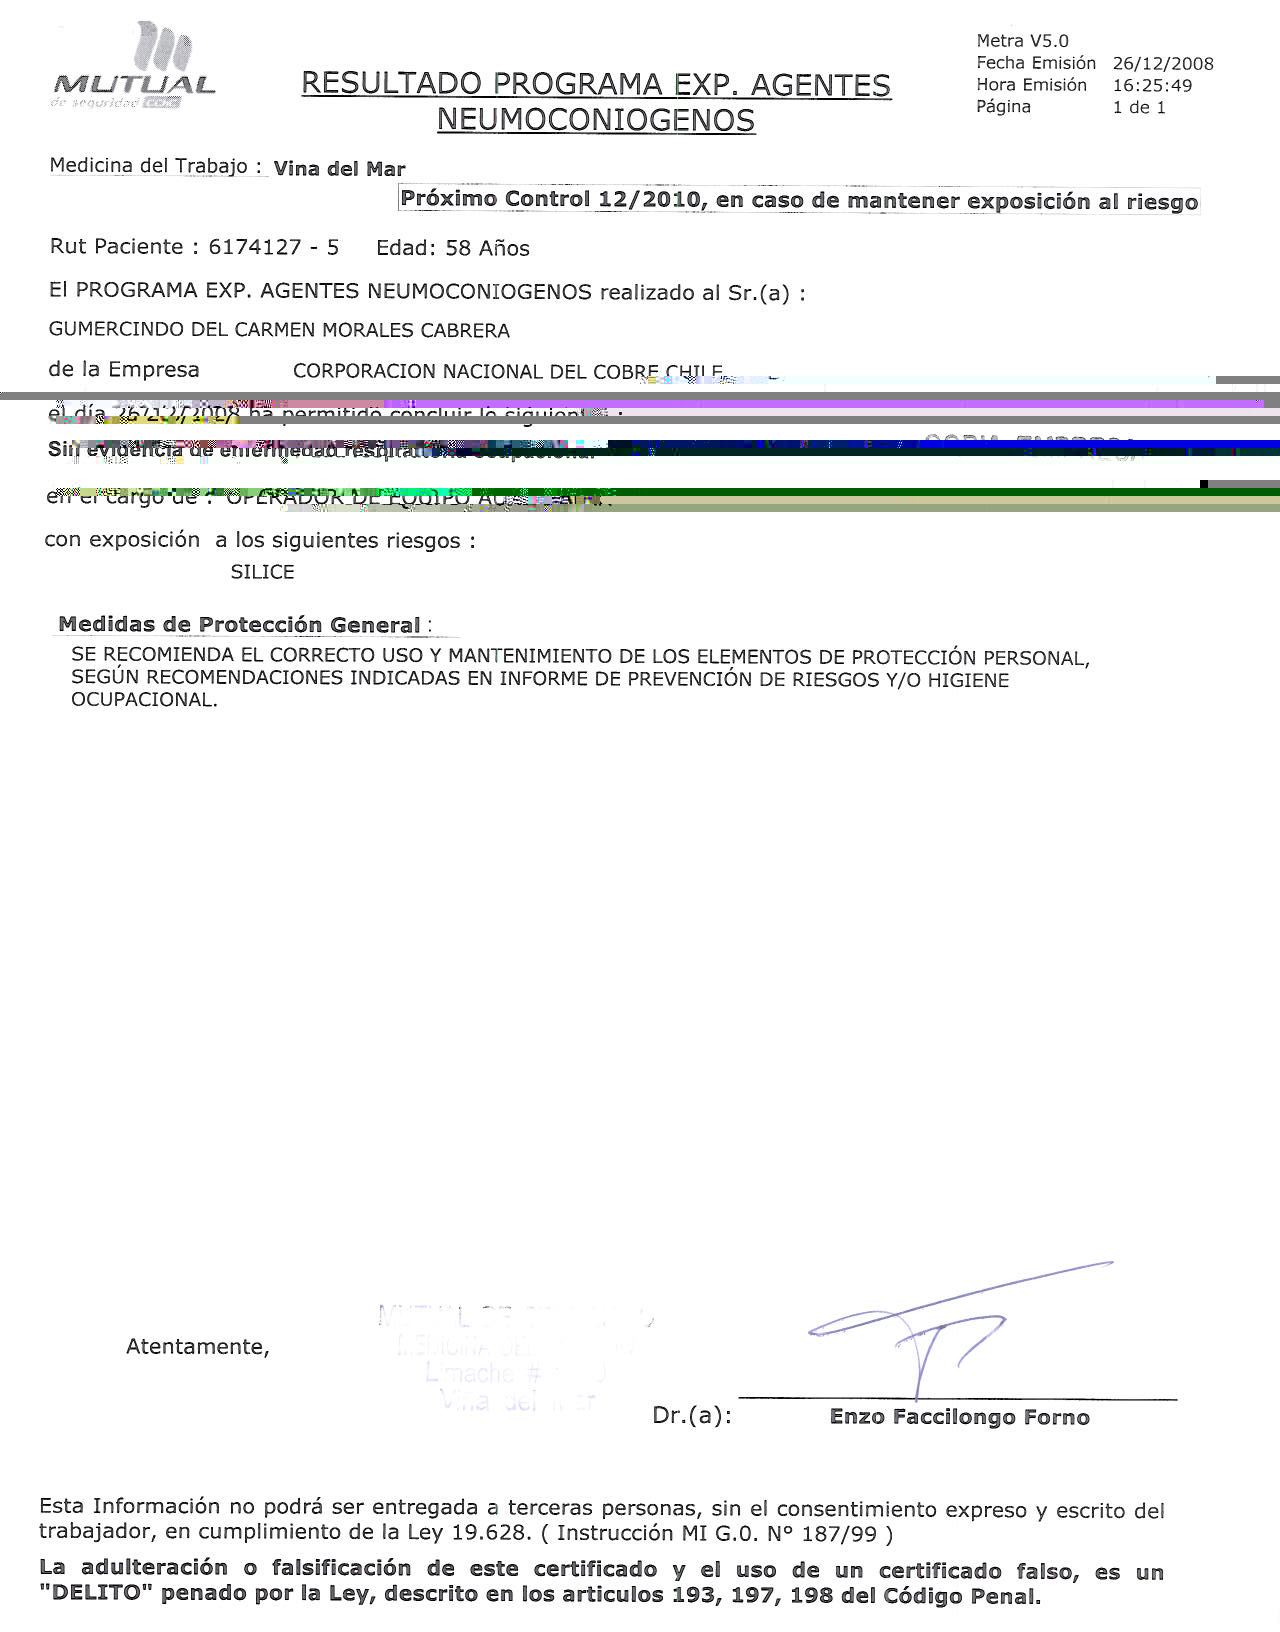 MUTUAL
de seguridad CChC
RESULTADO PROGRAMA EXP. AGENTES
NEUMOCONIOGENOS
Metra V5.0
Fecha Emisión 26/12/2008
Hora Emisión 16:25:49
Página 1 de 1
Medicina del Trabajo : Vina del Mar
Próximo Control 12/2010, en caso de mantener exposición al riesgo
Rut Paciente : 6174127 - 5 Edad: 58 Años
El PROGRAMA EXP. AGENTES NEUMOCONIOGENOS realizado al Sr.(a) :
GUMERCINDO DEL CARMEN MORALES CABRERA
de la Empresa CORPORACION NACIONAL DEL COBRE CHILE
el día 26/12/2008 ha permitido concluir lo siguiente :
Sin evidencia de enfermedad respiratoria ocupacional.
en el cargo de : OPERADOR DE EQUIPO
con exposición a los siguientes riesgos :
SILICE
Medidas de Protección General :
SE RECOMIENDA EL CORRECTO USO Y MANTENIMIENTO DE LOS ELEMENTOS DE PROTECCIÓN PERSONAL,
SEGÚN RECOMENDACIONES INDICADAS EN INFORME DE PREVENCIÓN DE RIESGOS Y/O HIGIENE
OCUPACIONAL.
MUTUAL DE
MEDICINA DEL
Limache #
Viña del Mar
Atentamente,
Dr.(a): Enzo Faccilongo Forno
Esta Información no podrá ser entregada a terceras personas, sin el consentimiento expreso y escrito del
trabajador, en cumplimiento de la Ley 19.628. ( Instrucción MI G.0. N° 187/99 )
La adulteración o falsificación de este certificado y el uso de un certificado falso, es un
"DELITO" penado por la Ley, descrito en los articulos 193, 197, 198 del Código Penal.